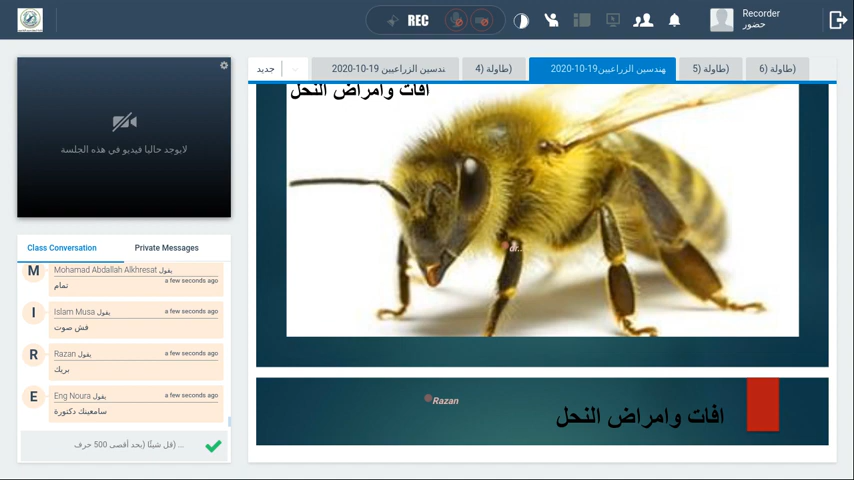 REC
Recorder
حضور
جديد
ندسين الزراعيين 19-10-2020
(طاولة (4
هندسين الزراعيين19-10-2020
(طاولة (5
(طاولة (6
لايوجد حاليا فيديو في هذه الجلسة
افات وامراض النحل
dr...
Class Conversation
Private Messages
M
Mohamad Abdallah Alkhresat يقول
a few seconds ago
تمام
I
Islam Musa يقول
a few seconds ago
فش صوت
R
Razan يقول
a few seconds ago
بريك
E
Eng Noura يقول
a few seconds ago
سامعينك دكتورة
... (قل شيئًا (بحد أقصى 500 حرف
Razan
افات وامراض النحل